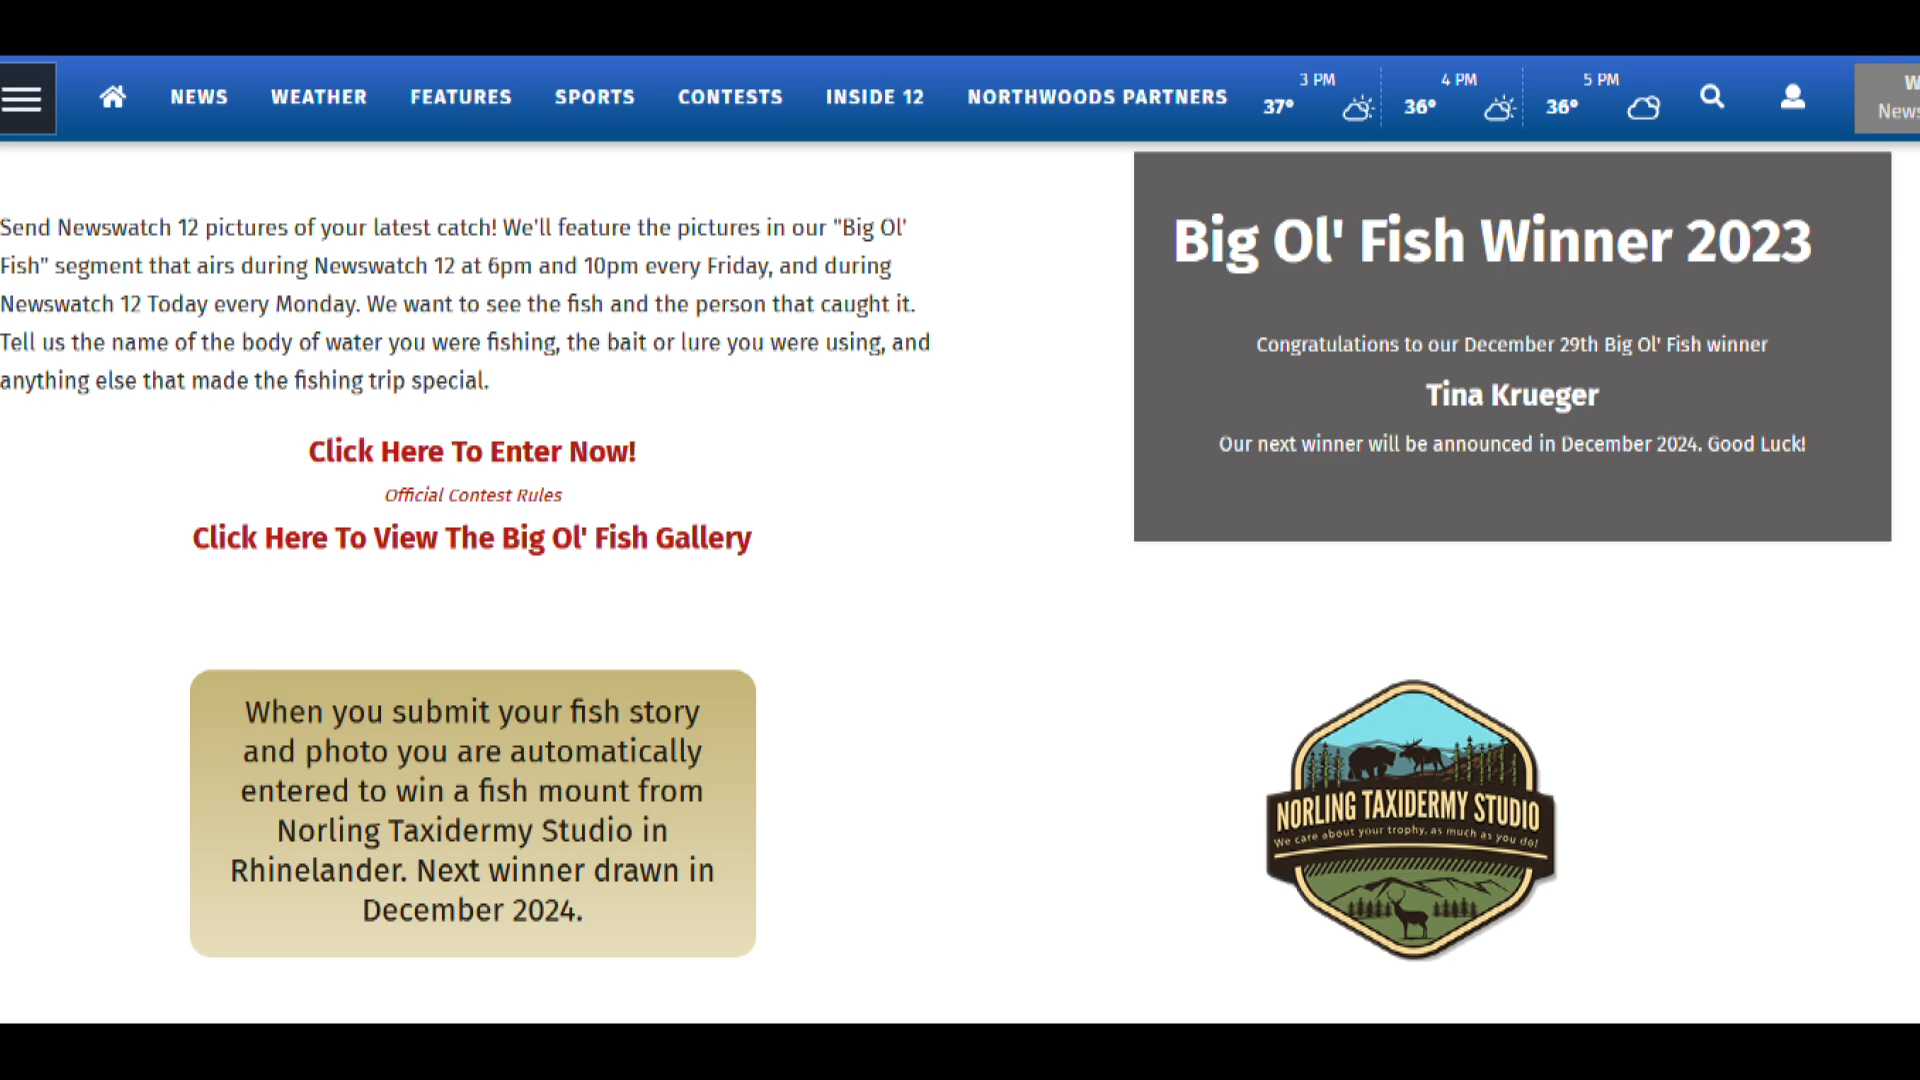 NEWS WEATHER FEATURES SPORTS CONTESTS INSIDE 12 NORTHWOODS PARTNERS
3 PM 4 PM 5 PM
37° 36° 36°
Send Newswatch 12 pictures of your latest catch! We'll feature the pictures in our "Big Ol'
Fish" segment that airs during Newswatch 12 at 6pm and 10pm every Friday, and during
Newswatch 12 Today every Monday. We want to see the fish and the person that caught it.
Tell us the name of the body of water you were fishing, the bait or lure you were using, and
anything else that made the fishing trip special.
Click Here To Enter Now!
Official Contest Rules
Click Here To View The Big Ol' Fish Gallery
Big Ol' Fish Winner 2023
Congratulations to our December 29th Big Ol' Fish winner
Tina Krueger
Our next winner will be announced in December 2024. Good Luck!
When you submit your fish story
and photo you are automatically
entered to win a fish mount from
Norling Taxidermy Studio in
Rhinelander. Next winner drawn in
December 2024.
NORLING TAXIDERMY STUDIO
We care about your trophy, as much as you do!